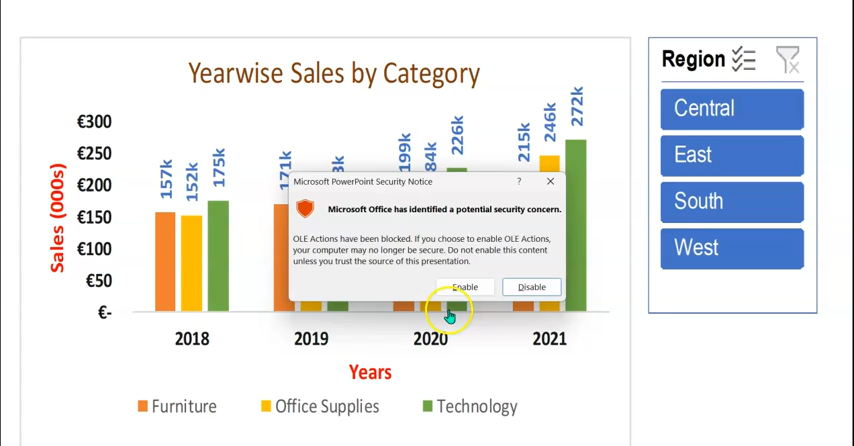 Yearwise Sales by Category
Sales (000s)
€300
€250
€200
€150
€100
€50
€-
157k
152k
175k
171k
199k
84k
226k
215k
246k
272k
2018
2019
2020
2021
Years
Furniture
Office Supplies
Technology
Region
Central
East
South
West
Microsoft PowerPoint Security Notice
?
Microsoft Office has identified a potential security concern.
OLE Actions have been blocked. If you choose to enable OLE Actions,
your computer may no longer be secure. Do not enable this content
unless you trust the source of this presentation.
Enable
Disable